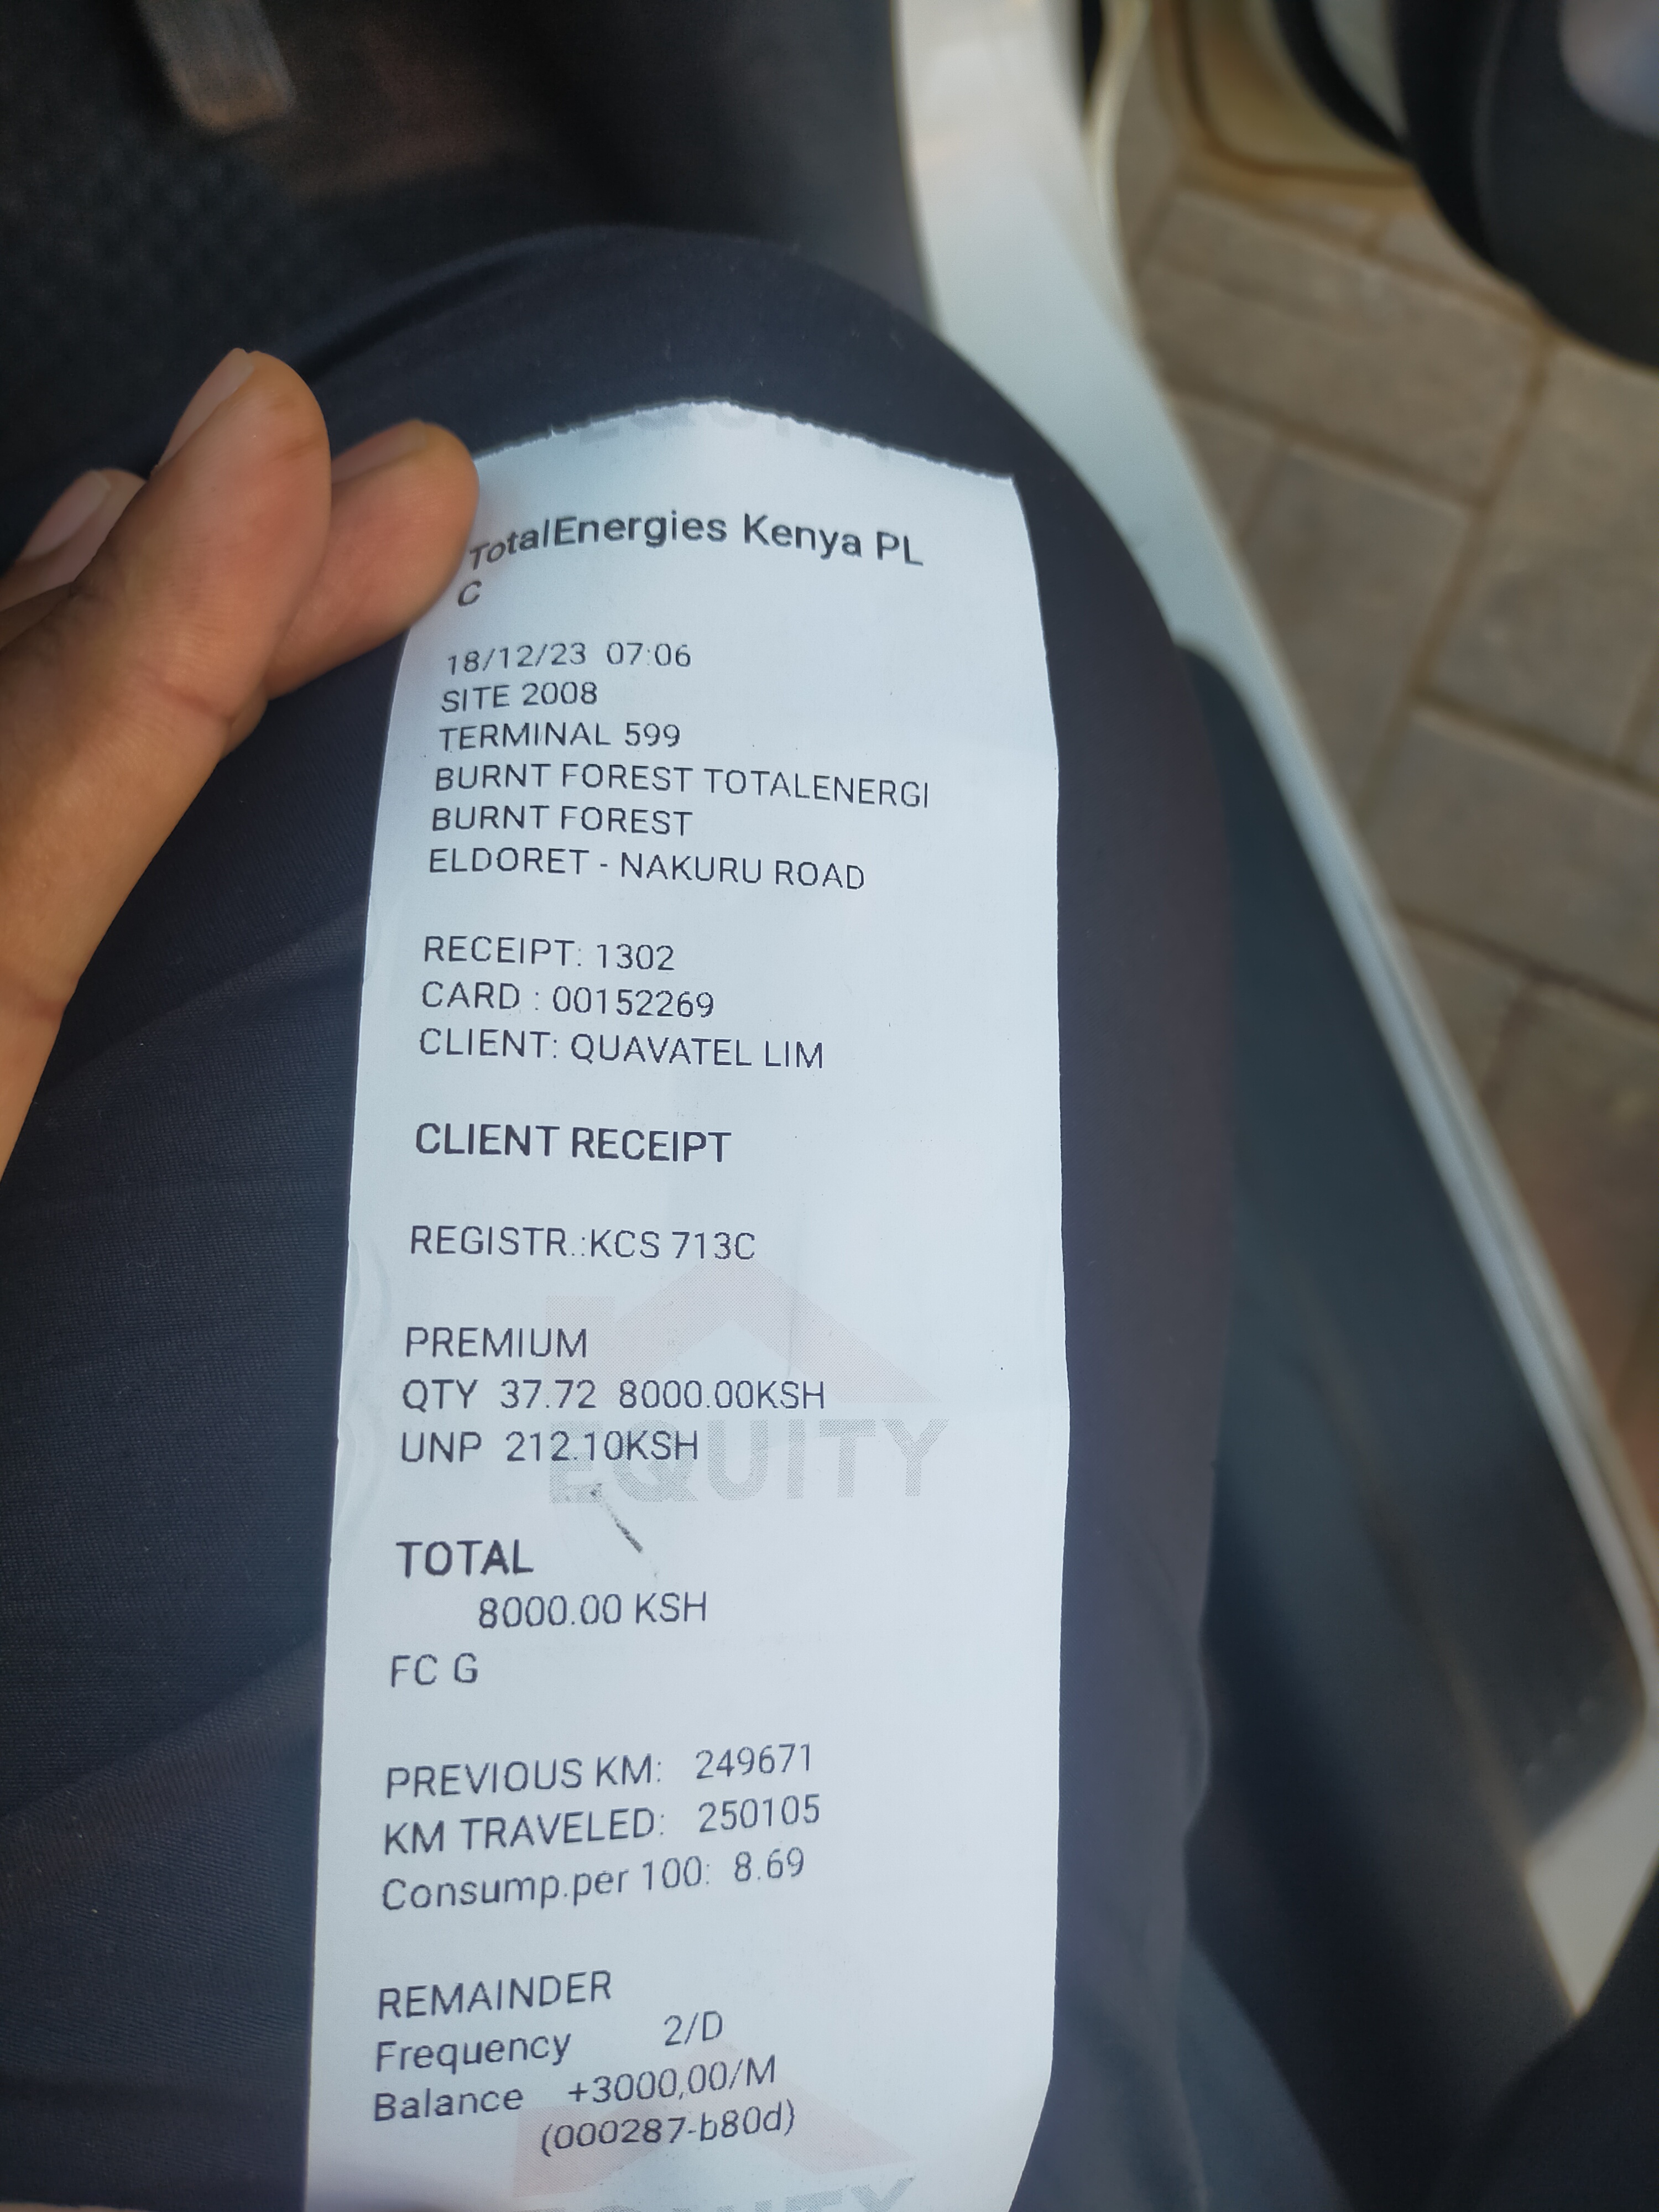 TotalEnergies Kenya PL
C
18/12/23 07:06
SITE 2008
TERMINAL 599
BURNT FOREST TOTALENERGI
BURNT FOREST
ELDORET - NAKURU ROAD
RECEIPT: 1302
CARD : 00152269
CLIENT: QUAVATEL LIM
CLIENT RECEIPT
REGISTR.:KCS 713C
PREMIUM
QTY 37.72 8000.00KSH
UNP 212.10KSH
EQUITY
TOTAL
8000.00 KSH
FC G
PREVIOUS KM: 249671
KM TRAVELED: 250105
Consump.per 100: 8.69
REMAINDER
Frequency 2/D
Balance +3000,00/M
(000287-b80d)
EQUITY